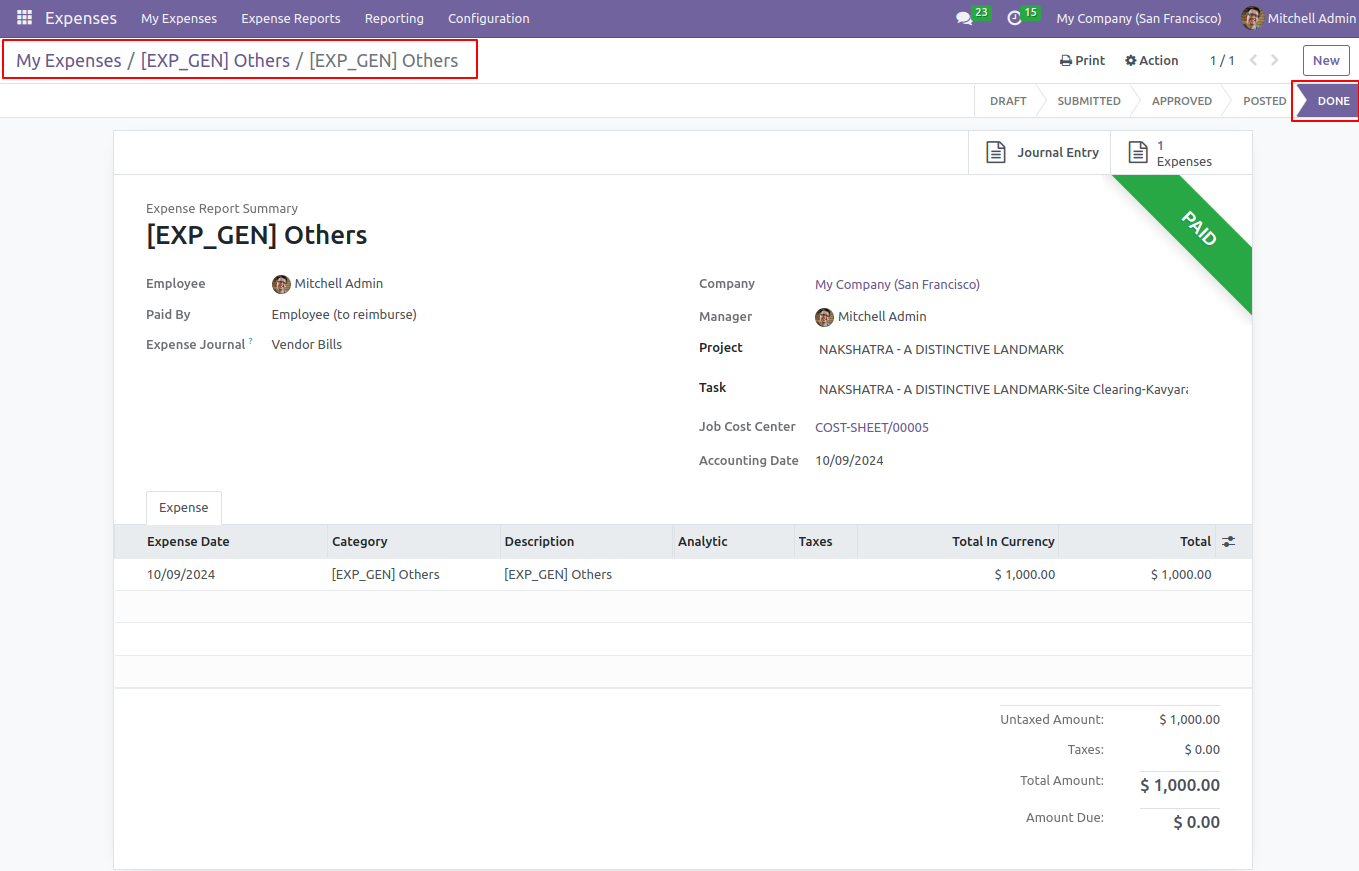 Expenses My Expenses Expense Reports Reporting Configuration 23 15 My Company (San Francisco) Mitchell Admin
My Expenses / [EXP_GEN] Others / [EXP_GEN] Others Print Action 1 / 1 New
DRAFT SUBMITTED APPROVED POSTED DONE
Journal Entry 1 Expenses
PAID
Expense Report Summary
[EXP_GEN] Others
Employee Mitchell Admin Company My Company (San Francisco)
Paid By Employee (to reimburse) Manager Mitchell Admin
Expense Journal ? Vendor Bills Project NAKSHATRA - A DISTINCTIVE LANDMARK
Task NAKSHATRA - A DISTINCTIVE LANDMARK-Site Clearing-Kavyara
Job Cost Center COST-SHEET/00005
Accounting Date 10/09/2024
Expense
Expense Date Category Description Analytic Taxes Total In Currency Total
10/09/2024 [EXP_GEN] Others [EXP_GEN] Others $ 1,000.00 $ 1,000.00
Untaxed Amount: $ 1,000.00
Taxes: $ 0.00
Total Amount: $ 1,000.00
Amount Due: $ 0.00